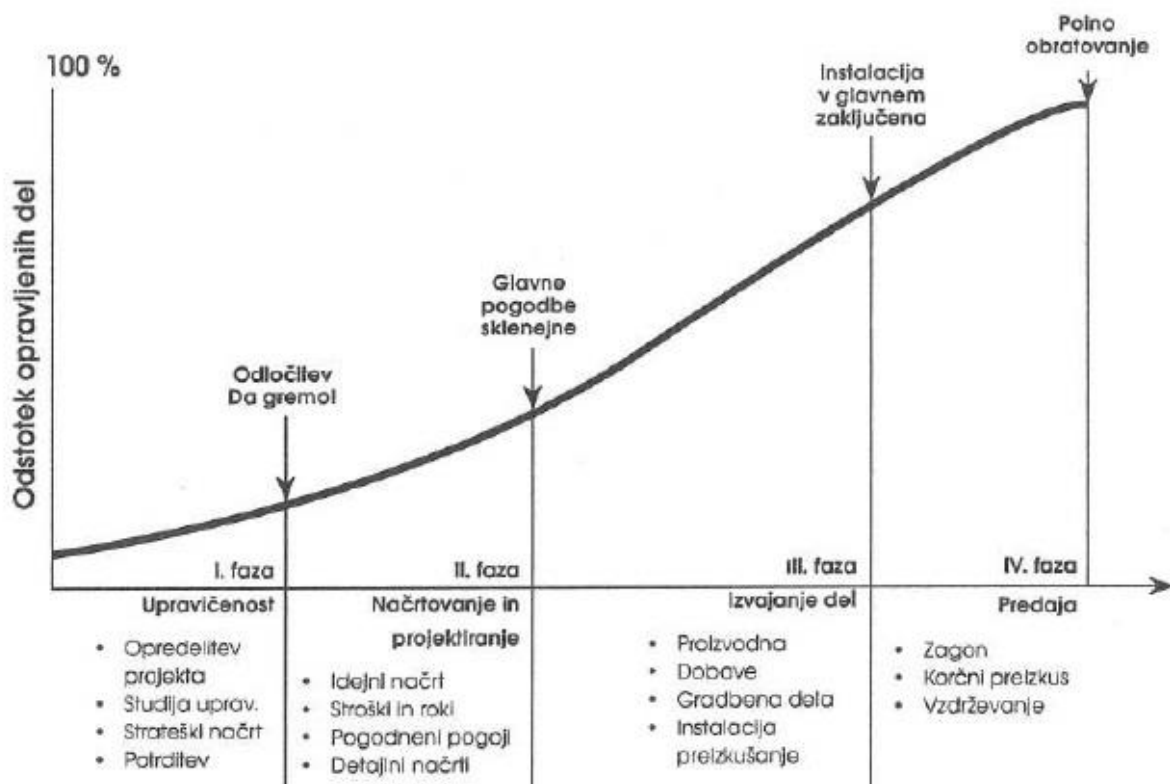 Polno
obratovanje
100 %
Instalacija
v glavnem
zaključena
Odstotek opravljenih del
Glavne
pogodbe
sklenejne
Odločitev
Da gremo!
I. faza
II. faza
III. faza
IV. faza
Upravičenost
Načrtovanje in
projektiranje
Izvajanje del
Predaja
• Opredelitev
projekta
• Studija uprav.
• Strateški načrt
• Potrditev
• Idejni načrt
• Stroški in roki
• Pogodneni pogoji
• Detajlni načrti
• Proizvodna
• Dobave
• Gradbena dela
• Instalacija
preizkušanje
• Zagon
• Korčni preizkus
• Vzdrževanje